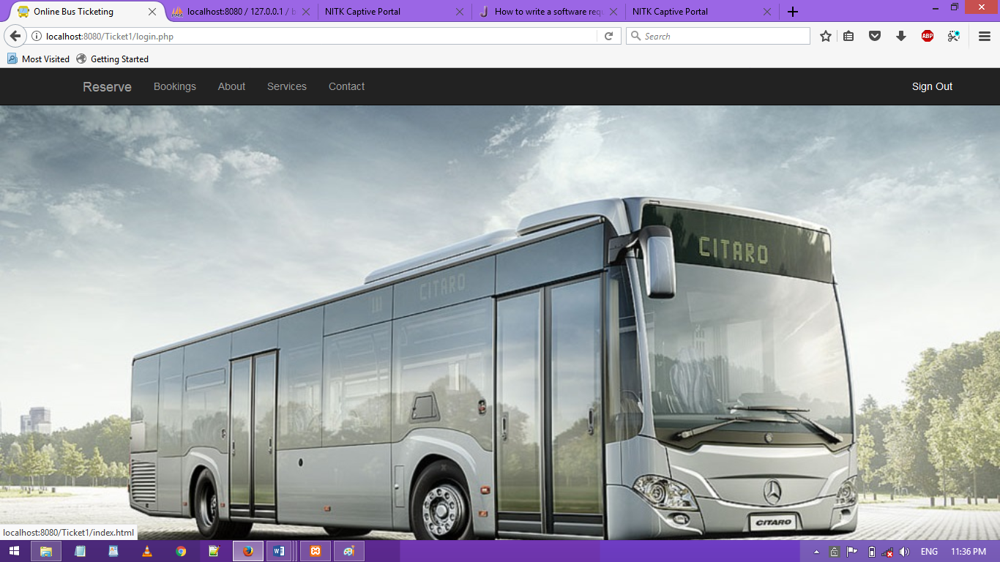 Online Bus Ticketing
localhost:8080 / 127.0.0.1 / b
NITK Captive Portal
How to write a software req
NITK Captive Portal
localhost:8080/Ticket1/login.php
Search
ABP
Most Visited
Getting Started
Reserve
Bookings
About
Services
Contact
Sign Out
CITARO
CITARO
CITARO
localhost:8080/Ticket1/index.html
ENG
11:36 PM